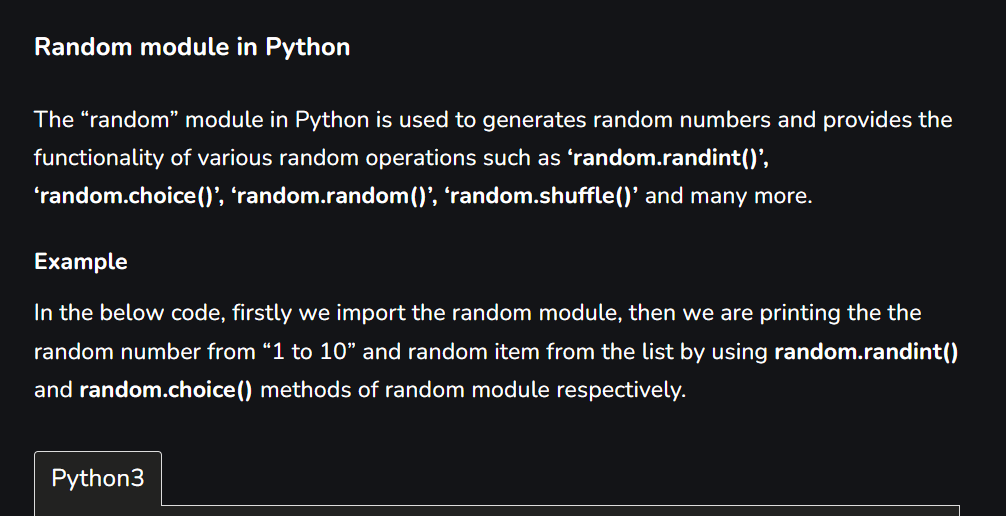 Random module in Python
The “random” module in Python is used to generates random numbers and provides the
functionality of various random operations such as ‘random.randint()’,
‘random.choice()’, ‘random.random()’, ‘random.shuffle()’ and many more.
Example
In the below code, firstly we import the random module, then we are printing the the
random number from “1 to 10” and random item from the list by using random.randint()
and random.choice() methods of random module respectively.
Python3